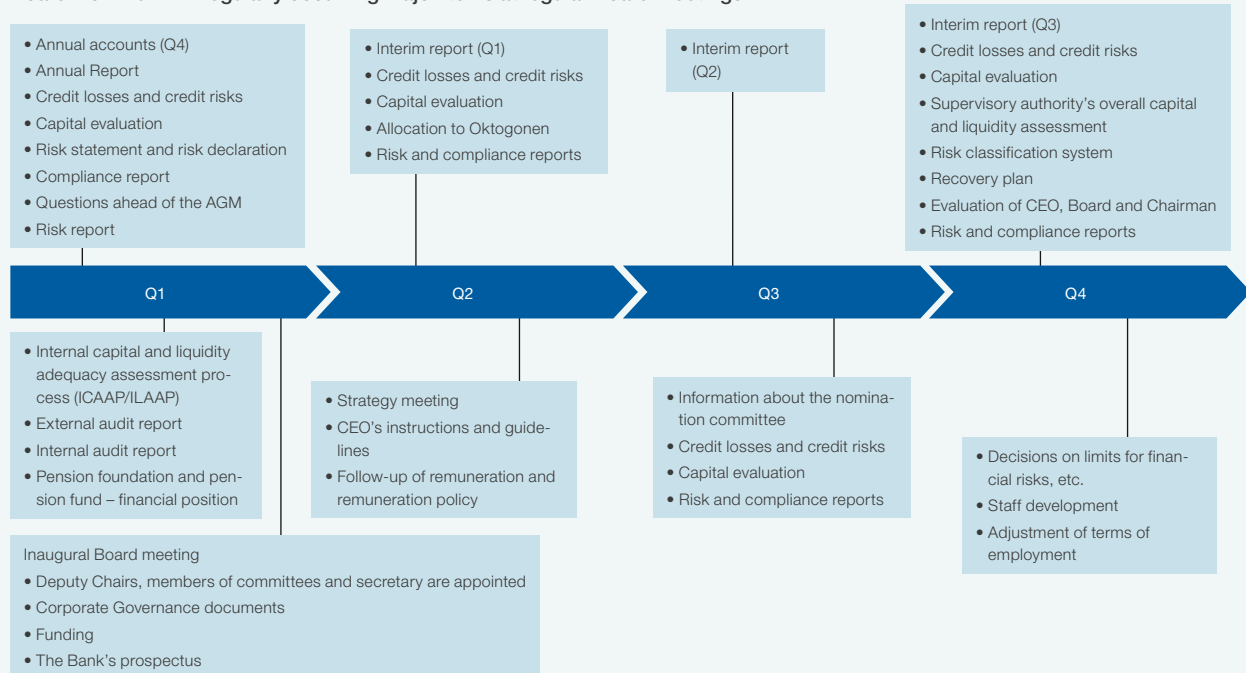 regularly occurring major items at regular Board meetings
• Annual accounts (Q4)
• Annual Report
• Credit losses and credit risks
• Capital evaluation
• Risk statement and risk declaration
• Compliance report
• Questions ahead of the AGM
• Risk report
• Interim report (Q1)
• Credit losses and credit risks
• Capital evaluation
• Allocation to Oktogonen
• Risk and compliance reports
• Interim report
(Q2)
• Interim report (Q3)
• Credit losses and credit risks
• Capital evaluation
• Supervisory authority's overall capital
and liquidity assessment
• Risk classification system
• Recovery plan
• Evaluation of CEO, Board and Chairman
• Risk and compliance reports
Q1
Q2
Q3
Q4
• Internal capital and liquidity
adequacy assessment pro-
cess (ICAAP/ILAAP)
• External audit report
• Internal audit report
• Pension foundation and pen-
sion fund – financial position
• Strategy meeting
• CEO's instructions and guide-
lines
• Follow-up of remuneration and
remuneration policy
• Information about the nomina-
tion committee
• Credit losses and credit risks
• Capital evaluation
• Risk and compliance reports
• Decisions on limits for finan-
cial risks, etc.
• Staff development
• Adjustment of terms of
employment
Inaugural Board meeting
• Deputy Chairs, members of committees and secretary are appointed
• Corporate Governance documents
• Funding
• The Bank's prospectus